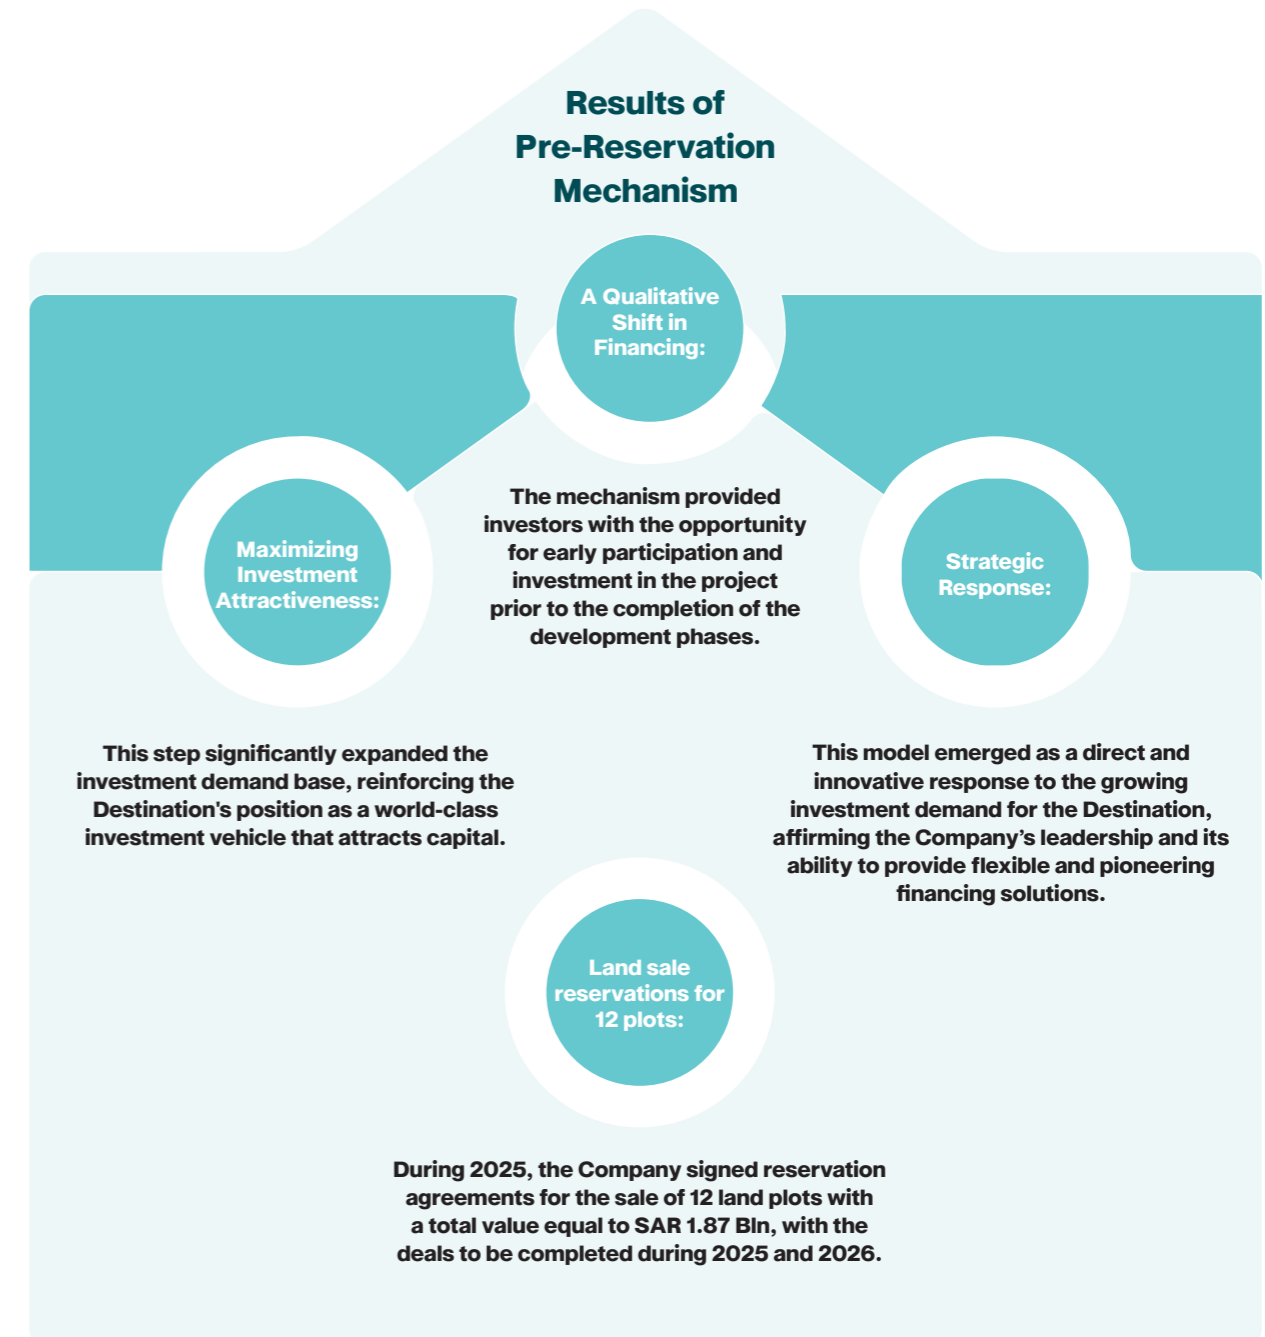 Results of
Pre-Reservation
Mechanism
A Qualitative
Shift in
Financing:
The mechanism provided
investors with the opportunity
for early participation and
investment in the project
prior to the completion of the
development phases.
Maximizing
Investment
Attractiveness:
This step significantly expanded the
investment demand base, reinforcing the
Destination's position as a world-class
investment vehicle that attracts capital.
Strategic
Response:
This model emerged as a direct and
innovative response to the growing
investment demand for the Destination,
affirming the Company’s leadership and its
ability to provide flexible and pioneering
financing solutions.
Land sale
reservations for
12 plots:
During 2025, the Company signed reservation
agreements for the sale of 12 land plots with
a total value equal to SAR 1.87 Bln, with the
deals to be completed during 2025 and 2026.